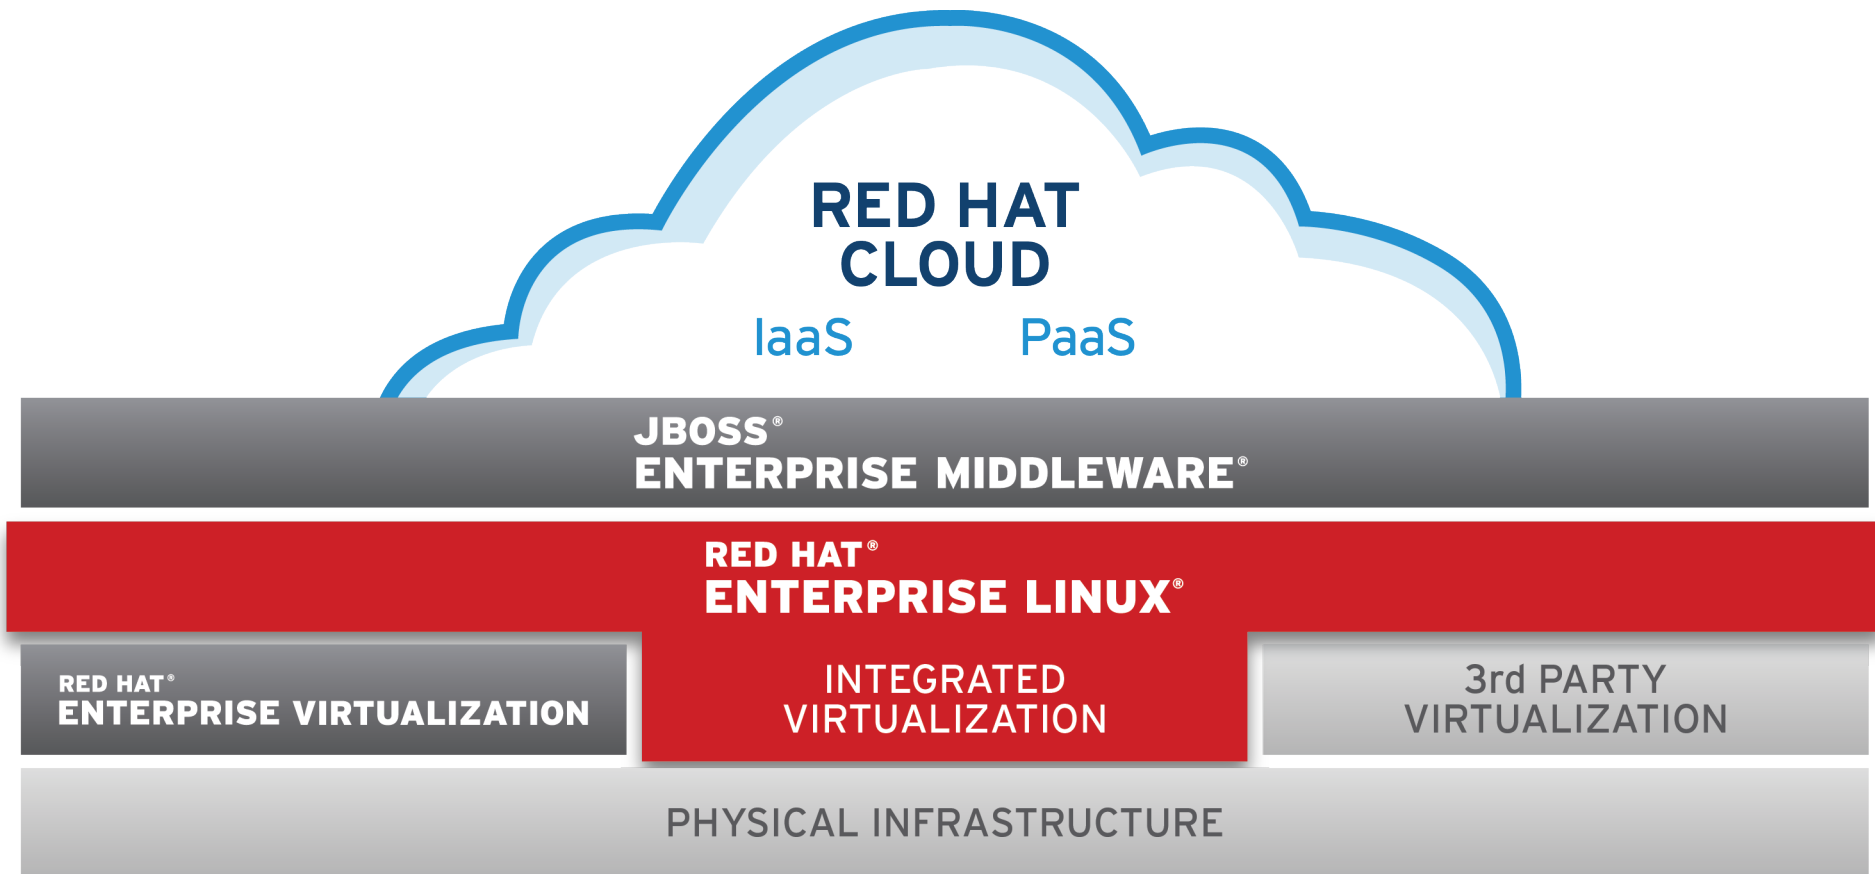 RED HAT
CLOUD
IaaS PaaS
JBOSS®
ENTERPRISE MIDDLEWARE®
RED HAT®
ENTERPRISE LINUX®
RED HAT®
ENTERPRISE VIRTUALIZATION
INTEGRATED
VIRTUALIZATION
3rd PARTY
VIRTUALIZATION
PHYSICAL INFRASTRUCTURE